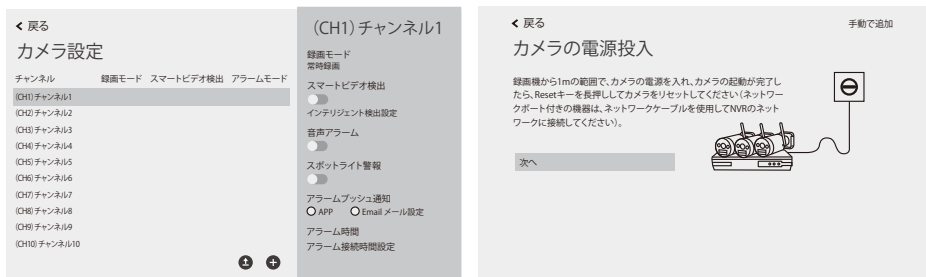 戻る
カメラ設定
チャンネル 録画モード スマートビデオ検出 アラームモード
(CH1)チャンネル1
(CH2)チャンネル2
(CH3)チャンネル3
(CH4)チャンネル4
(CH5)チャンネル5
(CH6)チャンネル6
(CH7)チャンネル7
(CH8)チャンネル8
(CH9)チャンネル9
(CH10)チャンネル10
(CH1)チャンネル1
録画モード
常時録画
スマートビデオ検出
インテリジェント検出設定
音声アラーム
スポットライト警報
アラームプッシュ通知
APP Email メール設定
アラーム時間
アラーム接続時間設定
戻る 手動で追加
カメラの電源投入
録画機から1mの範囲で、カメラの電源を入れ、カメラの起動が完了し
たら、Resetキーを長押ししてカメラをリセットしてください(ネットワー
クポート付きの機器は、ネットワークケーブルを使用してNVRのネット
ワークに接続してください)。
次へ